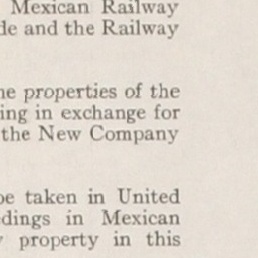 Mexican Railway
de and the Railway
he properties of the
ing in exchange for
the New Company
be taken in United
dings in Mexican
property in this